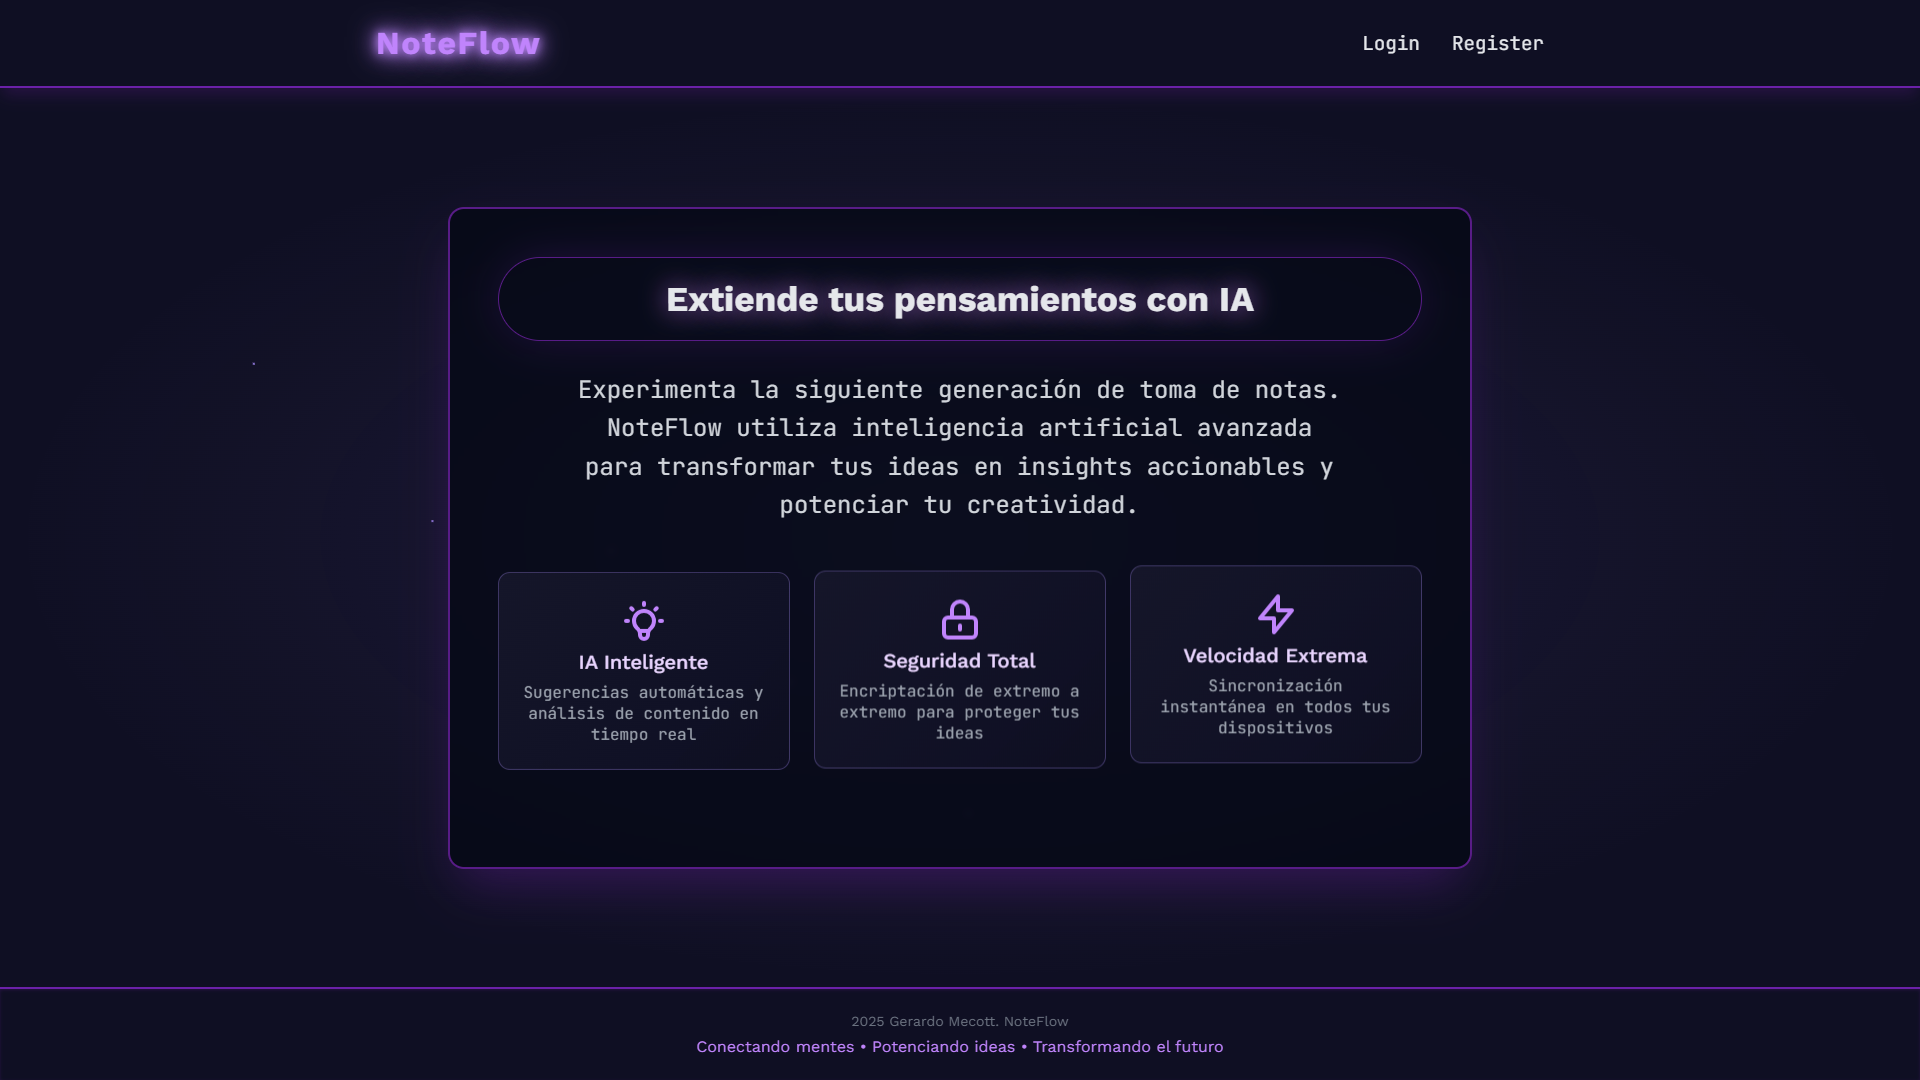 NoteFlow
Login Register
Extiende tus pensamientos con IA
Experimenta la siguiente generación de toma de notas.
NoteFlow utiliza inteligencia artificial avanzada
para transformar tus ideas en insights accionables y
potenciar tu creatividad.
IA Inteligente
Sugerencias automáticas y
análisis de contenido en
tiempo real
Seguridad Total
Encriptación de extremo a
extremo para proteger tus
ideas
Velocidad Extrema
Sincronización
instantánea en todos tus
dispositivos
2025 Gerardo Mecott. NoteFlow
Conectando mentes • Potenciando ideas • Transformando el futuro